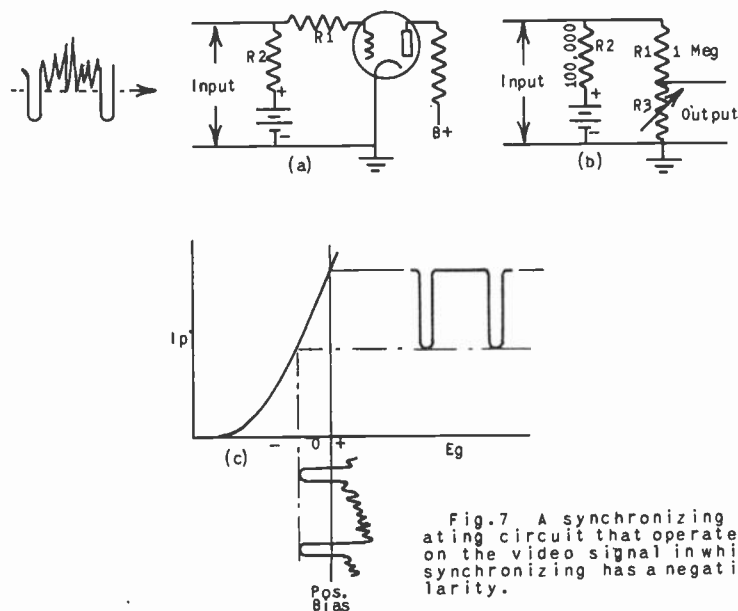 R1
R2
Input
+
-
B+
(a)
100,000
R2
R1
1 Meg
Input
+
-
R3
Output
(b)
Ip
-
0
+
Eg
(c)
Pos.
Bias
Fig.7 A synchronizing
ating circuit that operate
on the video signal in whi
synchronizing has a negati
larity.